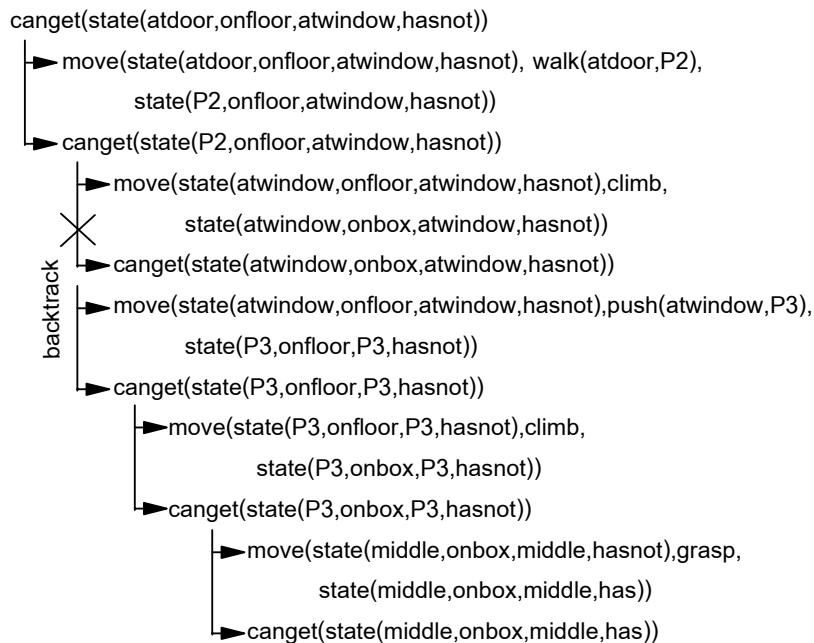 canget(state(atdoor,onfloor,atwindow,hasnot))
move(state(atdoor,onfloor,atwindow,hasnot), walk(atdoor,P2),
state(P2,onfloor,atwindow,hasnot))
canget(state(P2,onfloor,atwindow,hasnot))
move(state(atwindow,onfloor,atwindow,hasnot),climb,
state(atwindow,onbox,atwindow,hasnot))
canget(state(atwindow,onbox,atwindow,hasnot))
backtrack
move(state(atwindow,onfloor,atwindow,hasnot),push(atwindow,P3),
state(P3,onfloor,P3,hasnot))
canget(state(P3,onfloor,P3,hasnot))
move(state(P3,onfloor,P3,hasnot),climb,
state(P3,onbox,P3,hasnot))
canget(state(P3,onbox,P3,hasnot))
move(state(middle,onbox,middle,hasnot),grasp,
state(middle,onbox,middle,has))
canget(state(middle,onbox,middle,has))